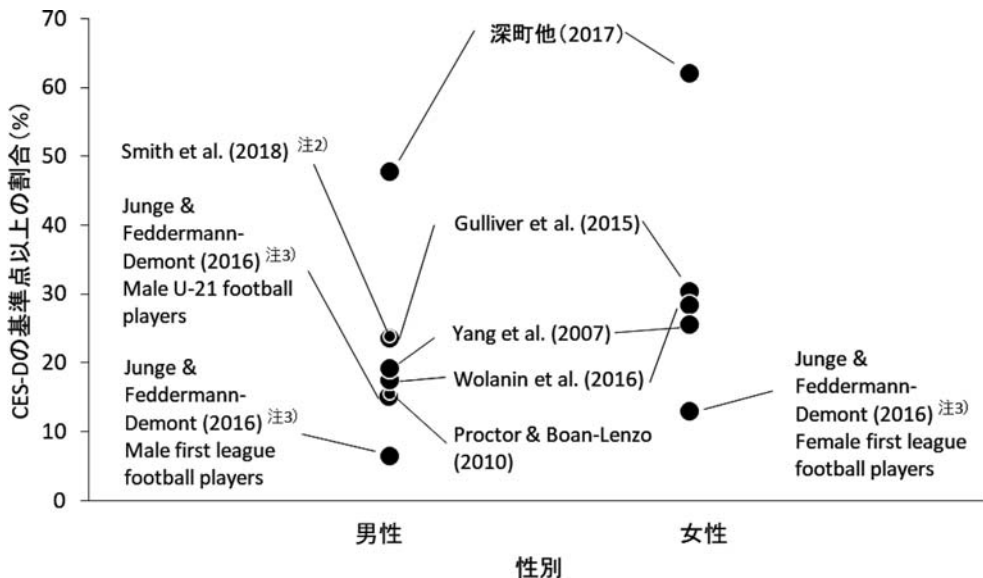 CES-Dの基準点以上の割合(%)
70
60
50
40
30
20
10
0
深町他(2017)
Smith et al. (2018) 注2)
Junge &
Feddermann-
Demont (2016) 注3)
Male U-21 football
players
Junge &
Feddermann-
Demont (2016) 注3)
Male first league
football players
Gulliver et al. (2015)
Yang et al. (2007)
Wolanin et al. (2016)
Proctor & Boan-Lenzo
(2010)
Junge &
Feddermann-
Demont (2016) 注3)
Female first league
football players
男性
女性
性別